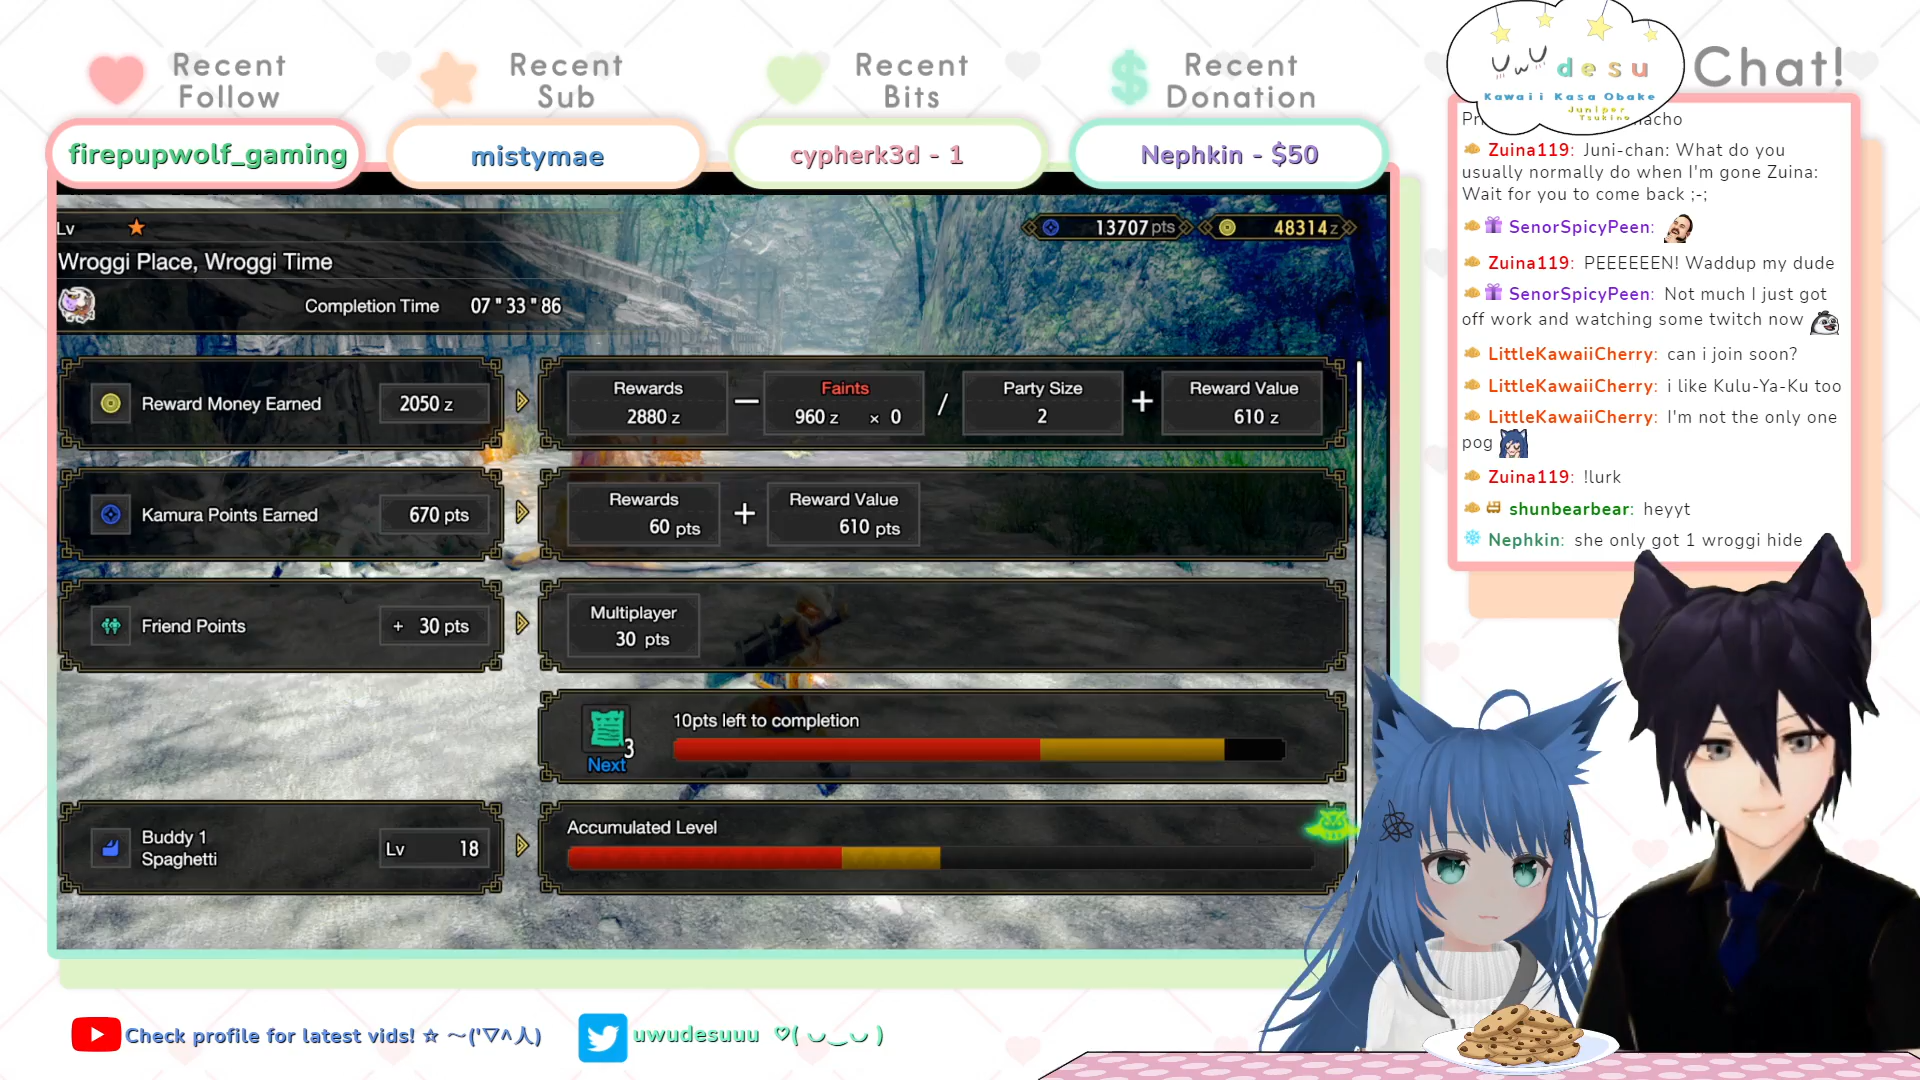 Recent
Follow
Recent
Sub
Recent
Bits
$
Recent
Donation
UwU
desu
Kawaii Kasa Obake
Juniper
Tsukino
Chat!
firepupwolf_gaming
mistymae
cypherk3d - 1
Nephkin - $50
Lv
13707 pts
48314 z
Wroggi Place, Wroggi Time
Completion Time 07 " 33 " 86
Reward Money Earned 2050 z
Rewards
2880 z
—
Faints
960 z × 0
/
Party Size
2
+
Reward Value
610 z
Kamura Points Earned 670 pts
Rewards
60 pts
+
Reward Value
610 pts
Friend Points + 30 pts
Multiplayer
30 pts
3
Next
10pts left to completion
Buddy 1
Spaghetti
Lv 18
Accumulated Level
Zuina119: Juni-chan: What do you
usually normally do when I'm gone Zuina:
Wait for you to come back ;-;
SenorSpicyPeen:
Zuina119: PEEEEEEN! Waddup my dude
SenorSpicyPeen: Not much I just got
off work and watching some twitch now
LittleKawaiiCherry: can i join soon?
LittleKawaiiCherry: i like Kulu-Ya-Ku too
LittleKawaiiCherry: I'm not the only one
pog
Zuina119: !lurk
shunbearbear: heyyt
Nephkin: she only got 1 wroggi hide
Check profile for latest vids! ☆ ～('▽^人)
uwudesuuu ♡( ◡‿◡ )